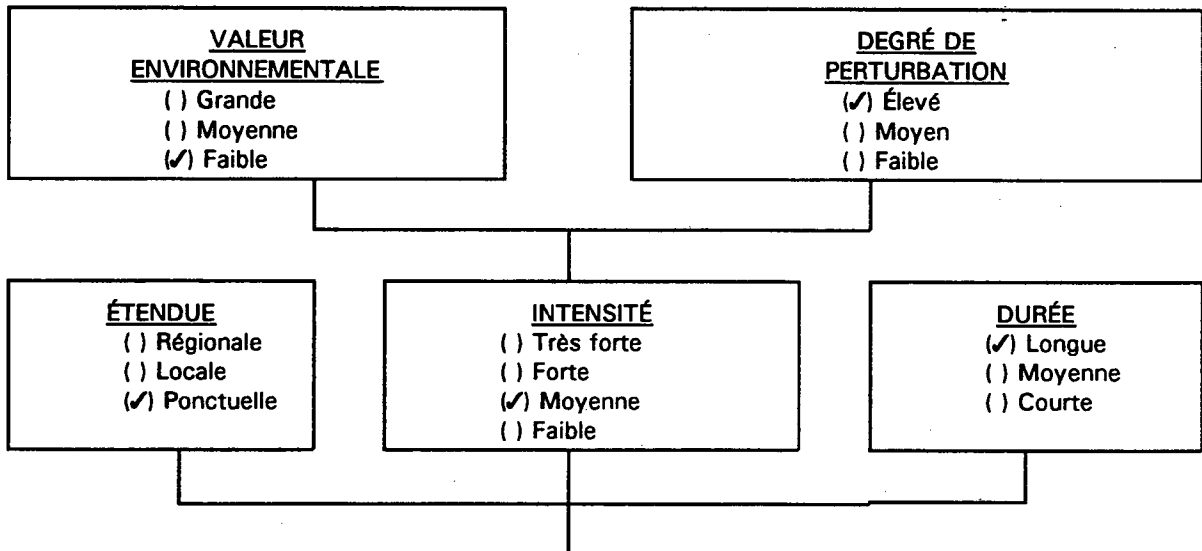 VALEUR
ENVIRONNEMENTALE
( ) Grande
( ) Moyenne
(✓) Faible
DEGRÉ DE
PERTURBATION
(✓) Élevé
( ) Moyen
( ) Faible
ÉTENDUE
( ) Régionale
( ) Locale
(✓) Ponctuelle
INTENSITÉ
( ) Très forte
( ) Forte
(✓) Moyenne
( ) Faible
DURÉE
(✓) Longue
( ) Moyenne
( ) Courte